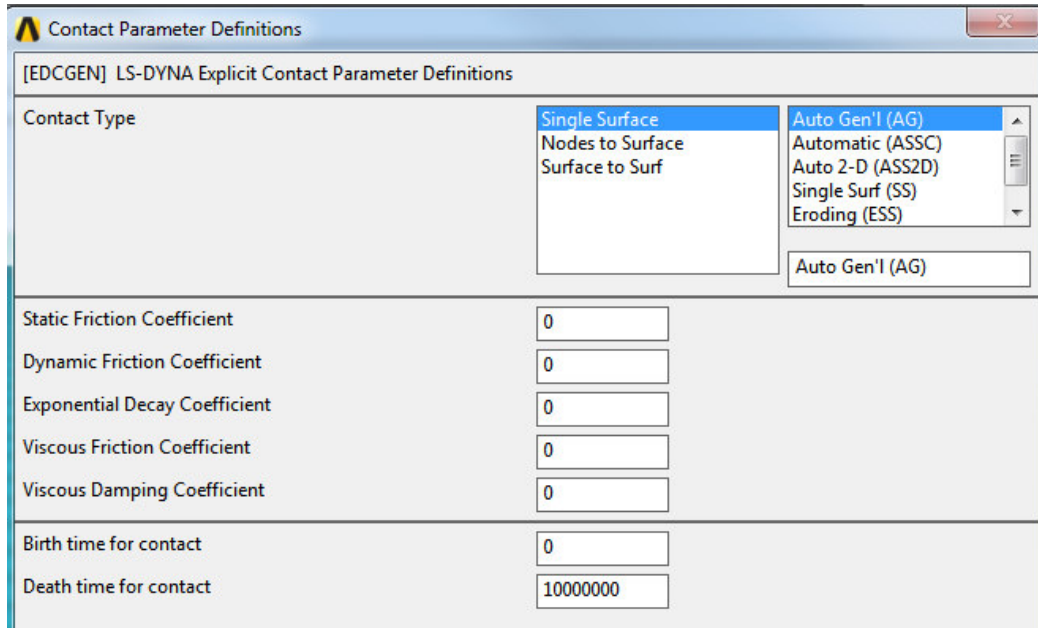 Contact Parameter Definitions
[EDCGEN] LS-DYNA Explicit Contact Parameter Definitions
Contact Type
Single Surface
Nodes to Surface
Surface to Surf
Auto Gen'l (AG)
Automatic (ASSC)
Auto 2-D (ASS2D)
Single Surf (SS)
Eroding (ESS)
Auto Gen'l (AG)
Static Friction Coefficient 0
Dynamic Friction Coefficient 0
Exponential Decay Coefficient 0
Viscous Friction Coefficient 0
Viscous Damping Coefficient 0
Birth time for contact 0
Death time for contact 10000000